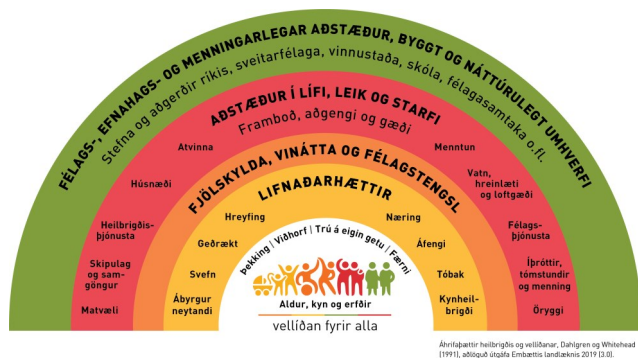 FÉLAGS-, EFNAHAGS- OG MENNINGARLEGAR AÐSTÆÐUR, BYGGT OG NÁTTÚRULEGT UMHVERFI
Stefna og aðgerðir ríkis, sveitarfélaga, vinnustaða, skóla, félagasamtaka o.fl.
AÐSTÆÐUR Í LÍFI, LEIK OG STARFI
Framboð, aðgengi og gæði
Atvinna
Húsnæði
Heilbrigðis-
þjónusta
Skipulag
og sam-
göngur
Matvæli
Menntun
Vatn,
hreinlæti
og loftgæði
Félags-
þjónusta
Íþróttir,
tómstundir
og menning
Öryggi
FJÖLSKYLDA, VINÁTTA OG FÉLAGSTENGSL
LIFNAÐARHÆTTIR
Hreyfing
Geðrækt
Svefn
Ábyrgur
neytandi
Næring
Áfengi
Tóbak
Kynheil-
brigði
Þekking | Viðhorf | Trú á eigin getu | Færni
Aldur, kyn og erfðir
vellíðan fyrir alla
Áhrifaþættir heilbrigðis og vellíðanar, Dahlgren og Whitehead
(1991), aðlöguð útgáfa Embættis landlæknis 2019 (3.0).